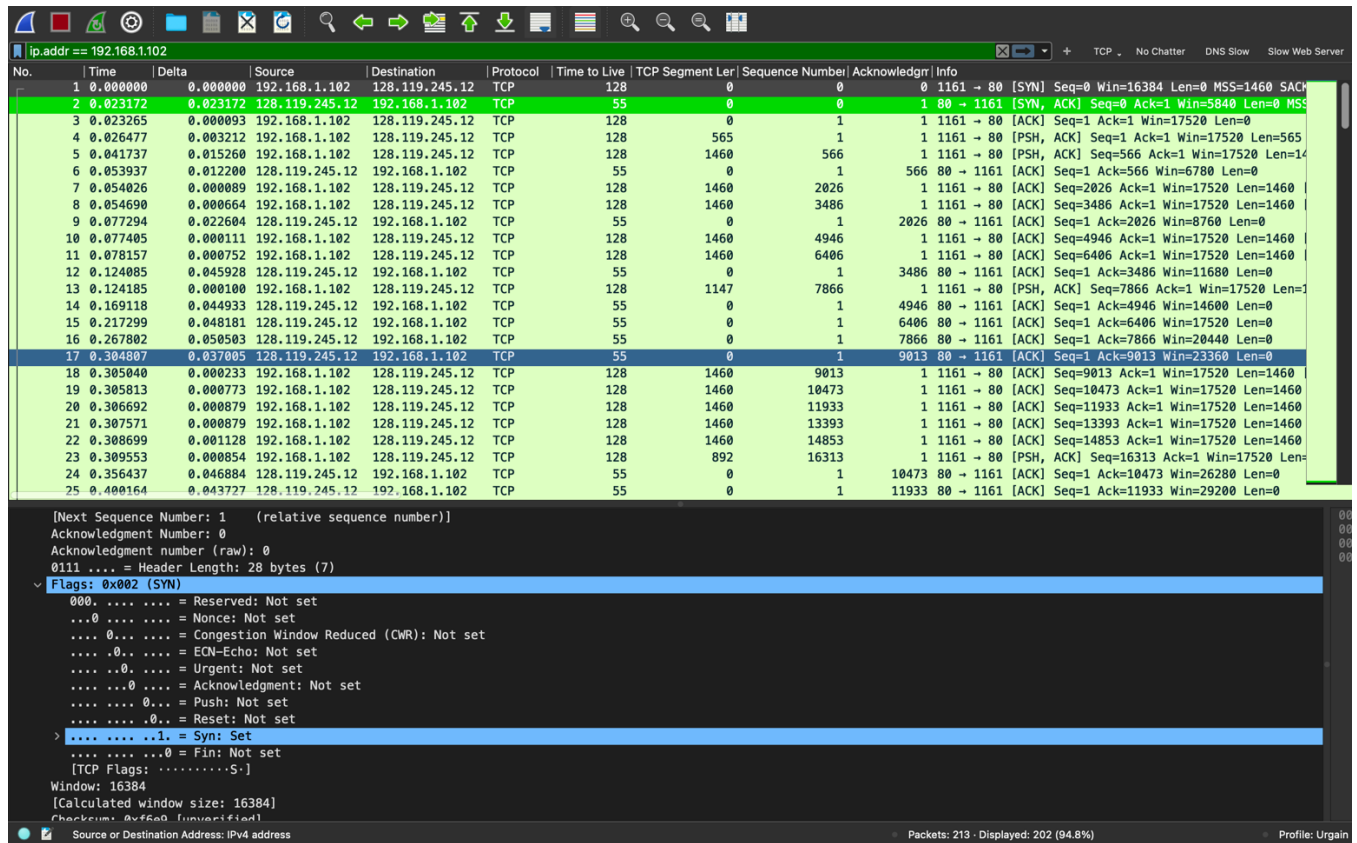 ip.addr == 192.168.1.102 + TCP No Chatter DNS Slow Slow Web Server
No. Time Delta Source Destination Protocol Time to Live TCP Segment Ler Sequence Number Acknowledgm Info
1 0.000000 0.000000 192.168.1.102 128.119.245.12 TCP 128 0 0 0 1161 → 80 [SYN] Seq=0 Win=16384 Len=0 MSS=1460 SACK
2 0.023172 0.023172 128.119.245.12 192.168.1.102 TCP 55 0 0 1 80 → 1161 [SYN, ACK] Seq=0 Ack=1 Win=5840 Len=0 MSS
3 0.023265 0.000093 192.168.1.102 128.119.245.12 TCP 128 0 1 1 1161 → 80 [ACK] Seq=1 Ack=1 Win=17520 Len=0
4 0.026477 0.003212 192.168.1.102 128.119.245.12 TCP 128 565 1 1 1161 → 80 [PSH, ACK] Seq=1 Ack=1 Win=17520 Len=565
5 0.041737 0.015260 192.168.1.102 128.119.245.12 TCP 128 1460 566 1 1161 → 80 [PSH, ACK] Seq=566 Ack=1 Win=17520 Len=14
6 0.053937 0.012200 128.119.245.12 192.168.1.102 TCP 55 0 1 566 80 → 1161 [ACK] Seq=1 Ack=566 Win=6780 Len=0
7 0.054026 0.000089 192.168.1.102 128.119.245.12 TCP 128 1460 2026 1 1161 → 80 [ACK] Seq=2026 Ack=1 Win=17520 Len=1460 [
8 0.054690 0.000664 192.168.1.102 128.119.245.12 TCP 128 1460 3486 1 1161 → 80 [ACK] Seq=3486 Ack=1 Win=17520 Len=1460 [
9 0.077294 0.022604 128.119.245.12 192.168.1.102 TCP 55 0 1 2026 80 → 1161 [ACK] Seq=1 Ack=2026 Win=8760 Len=0
10 0.077405 0.000111 192.168.1.102 128.119.245.12 TCP 128 1460 4946 1 1161 → 80 [ACK] Seq=4946 Ack=1 Win=17520 Len=1460 [
11 0.078157 0.000752 192.168.1.102 128.119.245.12 TCP 128 1460 6406 1 1161 → 80 [ACK] Seq=6406 Ack=1 Win=17520 Len=1460 [
12 0.124085 0.045928 128.119.245.12 192.168.1.102 TCP 55 0 1 3486 80 → 1161 [ACK] Seq=1 Ack=3486 Win=11680 Len=0
13 0.124185 0.000100 192.168.1.102 128.119.245.12 TCP 128 1147 7866 1 1161 → 80 [PSH, ACK] Seq=7866 Ack=1 Win=17520 Len=1
14 0.169118 0.044933 128.119.245.12 192.168.1.102 TCP 55 0 1 4946 80 → 1161 [ACK] Seq=1 Ack=4946 Win=14600 Len=0
15 0.217299 0.048181 128.119.245.12 192.168.1.102 TCP 55 0 1 6406 80 → 1161 [ACK] Seq=1 Ack=6406 Win=17520 Len=0
16 0.267802 0.050503 128.119.245.12 192.168.1.102 TCP 55 0 1 7866 80 → 1161 [ACK] Seq=1 Ack=7866 Win=20440 Len=0
17 0.304807 0.037005 128.119.245.12 192.168.1.102 TCP 55 0 1 9013 80 → 1161 [ACK] Seq=1 Ack=9013 Win=23360 Len=0
18 0.305040 0.000233 192.168.1.102 128.119.245.12 TCP 128 1460 9013 1 1161 → 80 [ACK] Seq=9013 Ack=1 Win=17520 Len=1460 [
19 0.305813 0.000773 192.168.1.102 128.119.245.12 TCP 128 1460 10473 1 1161 → 80 [ACK] Seq=10473 Ack=1 Win=17520 Len=1460
20 0.306692 0.000879 192.168.1.102 128.119.245.12 TCP 128 1460 11933 1 1161 → 80 [ACK] Seq=11933 Ack=1 Win=17520 Len=1460
21 0.307571 0.000879 192.168.1.102 128.119.245.12 TCP 128 1460 13393 1 1161 → 80 [ACK] Seq=13393 Ack=1 Win=17520 Len=1460
22 0.308699 0.001128 192.168.1.102 128.119.245.12 TCP 128 1460 14853 1 1161 → 80 [ACK] Seq=14853 Ack=1 Win=17520 Len=1460
23 0.309553 0.000854 192.168.1.102 128.119.245.12 TCP 128 892 16313 1 1161 → 80 [PSH, ACK] Seq=16313 Ack=1 Win=17520 Len=
24 0.356437 0.046884 128.119.245.12 192.168.1.102 TCP 55 0 1 10473 80 → 1161 [ACK] Seq=1 Ack=10473 Win=26280 Len=0
25 0.400164 0.043727 128.119.245.12 192.168.1.102 TCP 55 0 1 11933 80 → 1161 [ACK] Seq=1 Ack=11933 Win=29200 Len=0
[Next Sequence Number: 1 (relative sequence number)]
Acknowledgment Number: 0
Acknowledgment number (raw): 0
0111 .... = Header Length: 28 bytes (7)
Flags: 0x002 (SYN)
000. .... .... = Reserved: Not set
...0 .... .... = Nonce: Not set
.... 0... .... = Congestion Window Reduced (CWR): Not set
.... .0.. .... = ECN-Echo: Not set
.... ..0. .... = Urgent: Not set
.... ...0 .... = Acknowledgment: Not set
.... .... 0... = Push: Not set
.... .... .0.. = Reset: Not set
.... .... ..1. = Syn: Set
.... .... ...0 = Fin: Not set
[TCP Flags: ··········S·]
Window: 16384
[Calculated window size: 16384]
Checksum: 0xf6e9 [unverified]
00
00
00
00
Source or Destination Address: IPv4 address Packets: 213 · Displayed: 202 (94.8%) Profile: Urgain